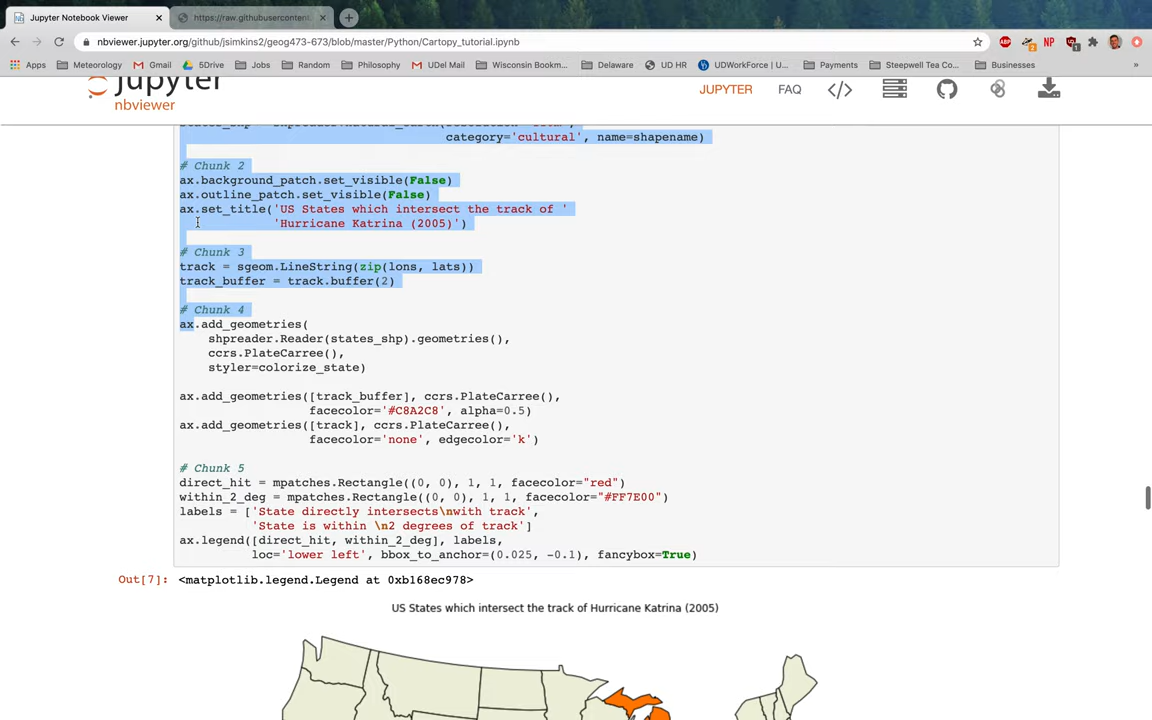 Jupyter Notebook Viewer
https://raw.githubusercontent.
nbviewer.jupyter.org/github/jsimkins2/geog473-673/blob/master/Python/Cartopy_tutorial.ipynb
Apps Meteorology Gmail 5Drive Jobs Random Philosophy UDel Mail Wisconsin Bookm... Delaware UD HR UDWorkForce | U... Payments Steepwell Tea Co... Businesses
jupyter
nbviewer
JUPYTER FAQ
category='cultural', name=shapename)
# Chunk 2
ax.background_patch.set_visible(False)
ax.outline_patch.set_visible(False)
ax.set_title('US States which intersect the track of '
'Hurricane Katrina (2005)')
# Chunk 3
track = sgeom.LineString(zip(lons, lats))
track_buffer = track.buffer(2)
# Chunk 4
ax.add_geometries(
shpreader.Reader(states_shp).geometries(),
ccrs.PlateCarree(),
styler=colorize_state)
ax.add_geometries([track_buffer], ccrs.PlateCarree(),
facecolor='#C8A2C8', alpha=0.5)
ax.add_geometries([track], ccrs.PlateCarree(),
facecolor='none', edgecolor='k')
# Chunk 5
direct_hit = mpatches.Rectangle((0, 0), 1, 1, facecolor="red")
within_2_deg = mpatches.Rectangle((0, 0), 1, 1, facecolor="#FF7E00")
labels = ['State directly intersects\nwith track',
'State is within \n2 degrees of track']
ax.legend([direct_hit, within_2_deg], labels,
loc='lower left', bbox_to_anchor=(0.025, -0.1), fancybox=True)
Out[7]: <matplotlib.legend.Legend at 0xb168ec978>
US States which intersect the track of Hurricane Katrina (2005)